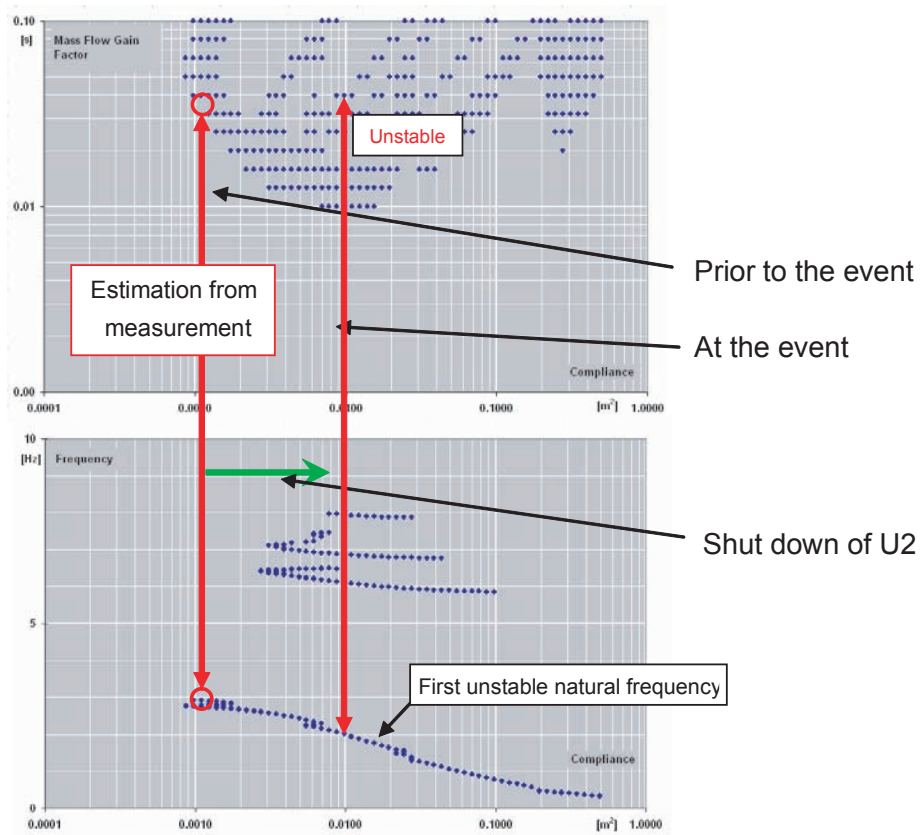 0.10
[s]
Mass Flow Gain
Factor
Unstable
0.01
Estimation from
measurement
Prior to the event
At the event
Compliance
0.00
0.0001 0.0010 0.0100 0.1000 [m²] 1.0000
10
[Hz] Frequency
Shut down of U2
5
First unstable natural frequency
Compliance
0
0.0001 0.0010 0.0100 0.1000 [m²] 1.0000